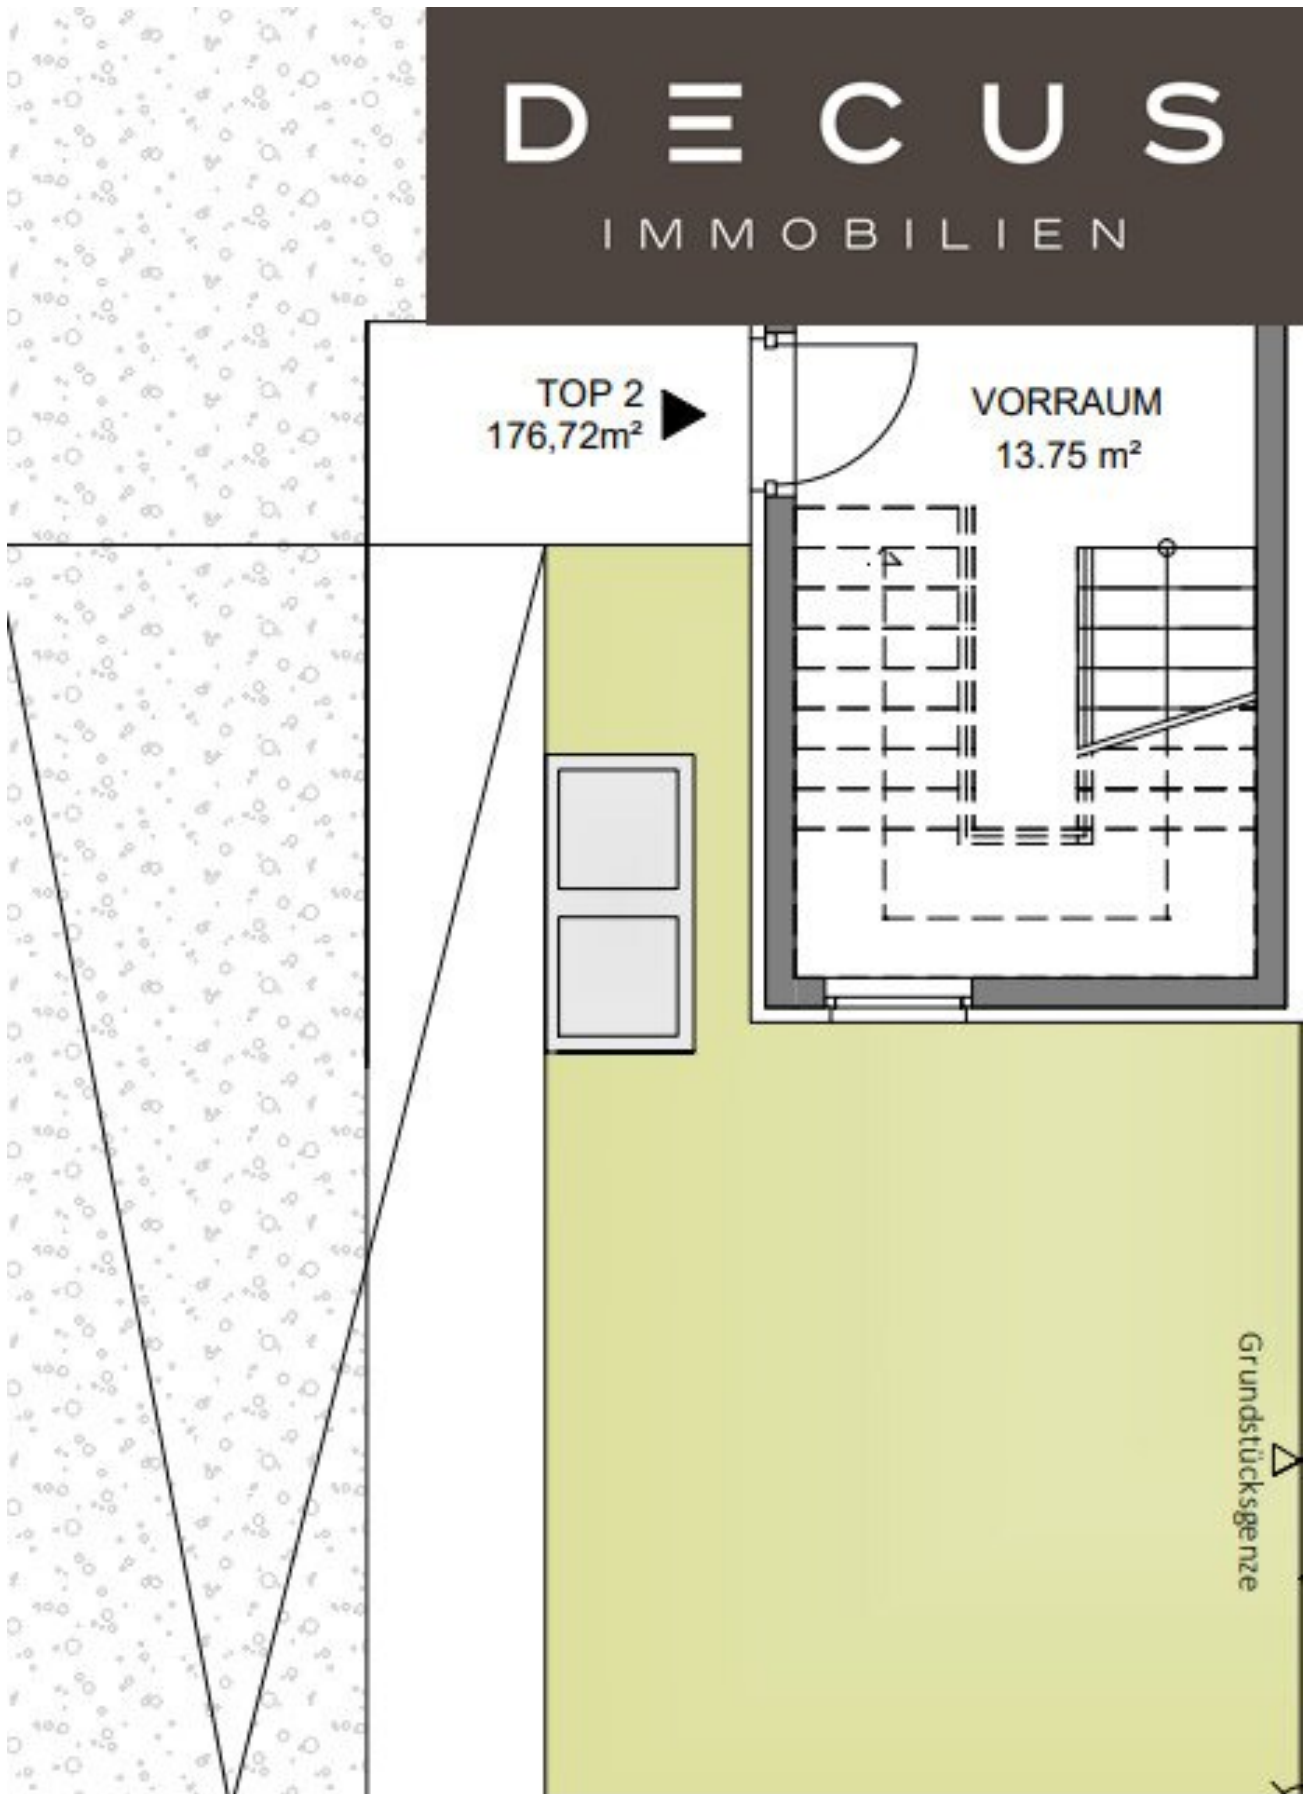 DECUS
IMMOBILIEN
TOP 2
176,72m²
VORRAUM
13.75 m²
Grundstücksgenze